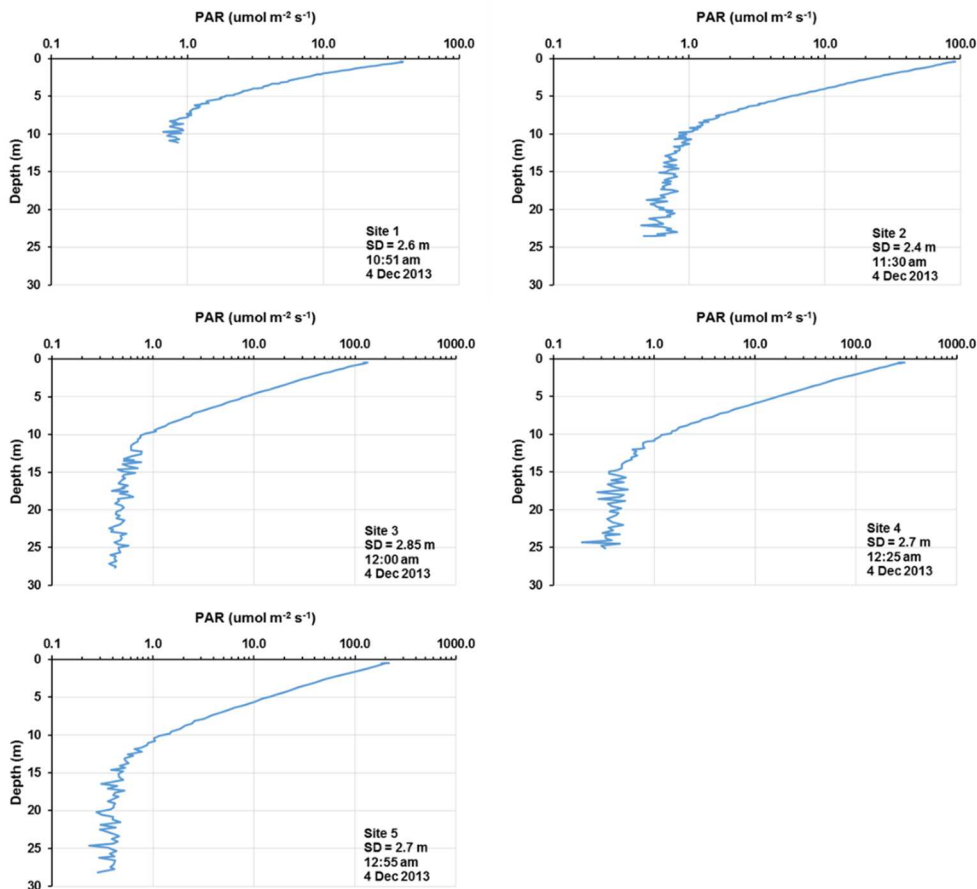 PAR (umol m⁻² s⁻¹)
0.1 1.0 10.0 100.0
0
5
10
15
20
25
30
Depth (m)
Site 1
SD = 2.6 m
10:51 am
4 Dec 2013
PAR (umol m⁻² s⁻¹)
0.1 1.0 10.0 100.0
0
5
10
15
20
25
30
Depth (m)
Site 2
SD = 2.4 m
11:30 am
4 Dec 2013
PAR (umol m⁻² s⁻¹)
0.1 1.0 10.0 100.0 1000.0
0
5
10
15
20
25
30
Depth (m)
Site 3
SD = 2.85 m
12:00 am
4 Dec 2013
PAR (umol m⁻² s⁻¹)
0.1 1.0 10.0 100.0 1000.0
0
5
10
15
20
25
30
Depth (m)
Site 4
SD = 2.7 m
12:25 am
4 Dec 2013
PAR (umol m⁻² s⁻¹)
0.1 1.0 10.0 100.0 1000.0
0
5
10
15
20
25
30
Depth (m)
Site 5
SD = 2.7 m
12:55 am
4 Dec 2013